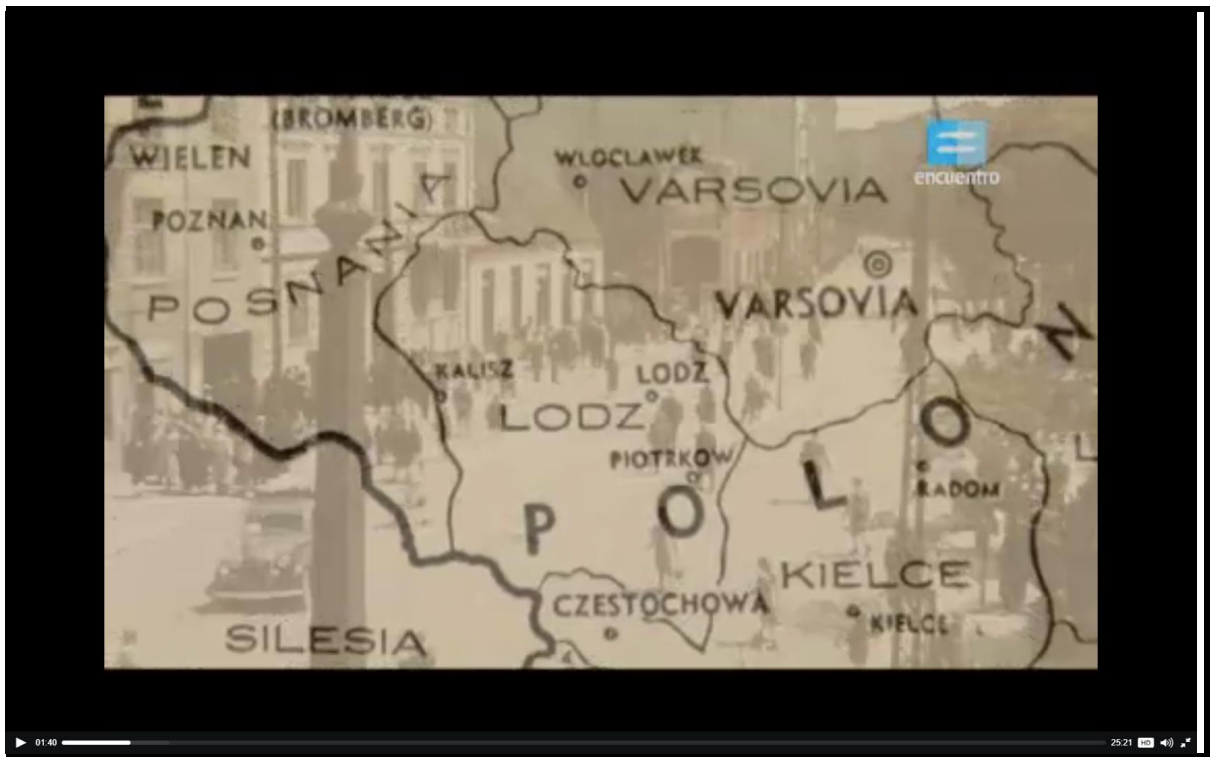 (BROMBERG)
WIELEN
WLOCLAWEK
VARSOVIA
encuentro
POZNAN
POSNANIA
VARSOVIA
KALISZ
LODZ
LODZ
PIOTRKOW
RADOM
P O L O N
KIELCE
CZESTOCHOWA
KIELCE
SILESIA
01:40
25:21
HD